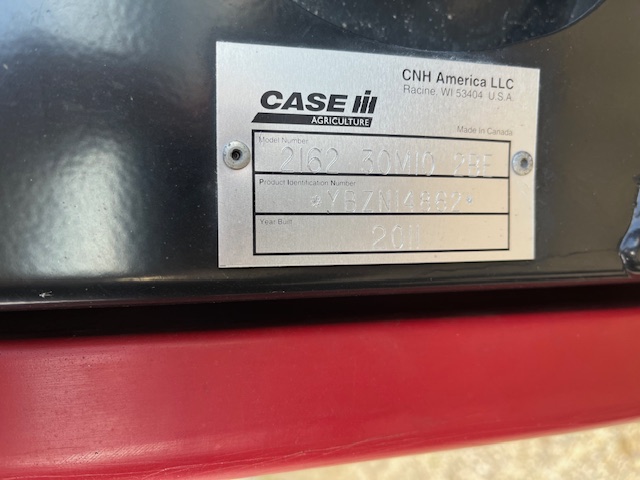 CNH America LLC
Racine, WI 53404 U.S.A.
CASE IH
AGRICULTURE
Made in Canada
Model Number
2162 30M10 2BE
Product Identification Number
*YBZN14882*
Year Built
2011